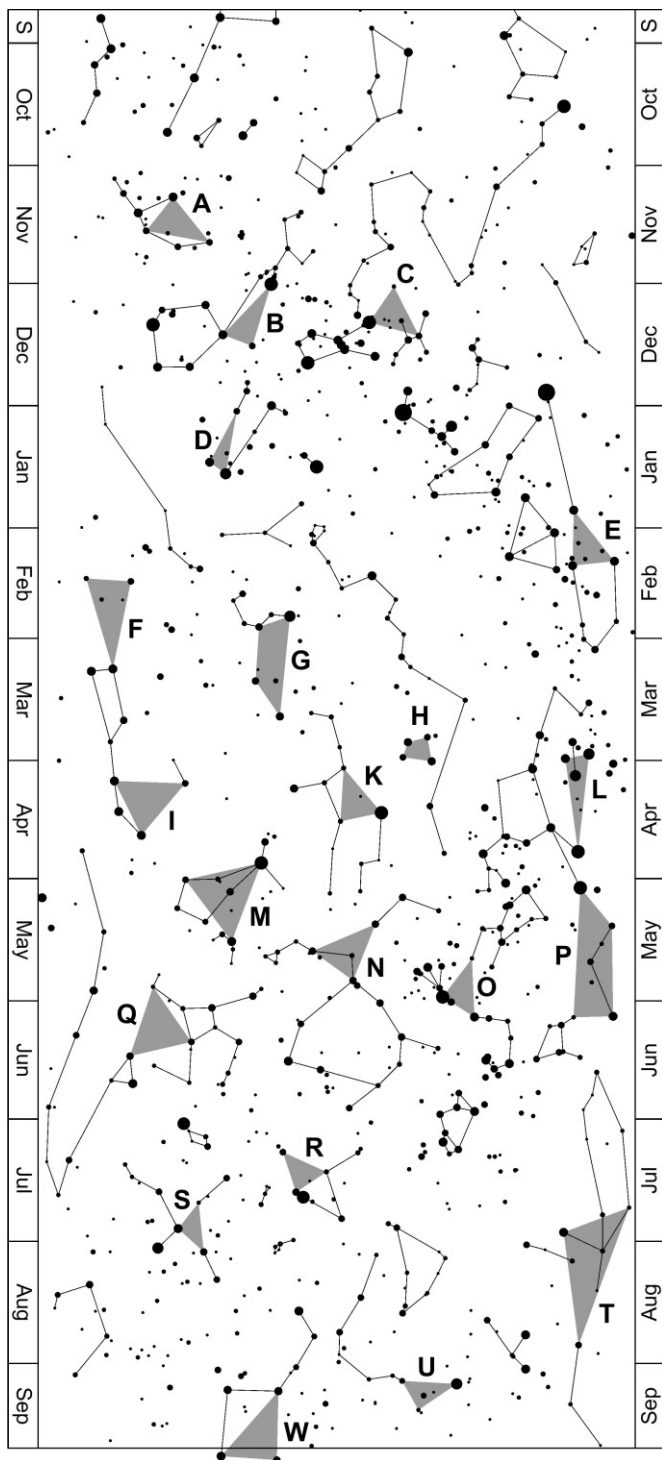 S S
Oct Oct
Nov A Nov
C
B
Dec Dec
D
Jan Jan
E
Feb Feb
F
G
Mar Mar
H
K L
I
Apr Apr
M
May P May
N
O
Q
Jun Jun
R
Jul Jul
S
T
Aug Aug
U
Sep Sep
W